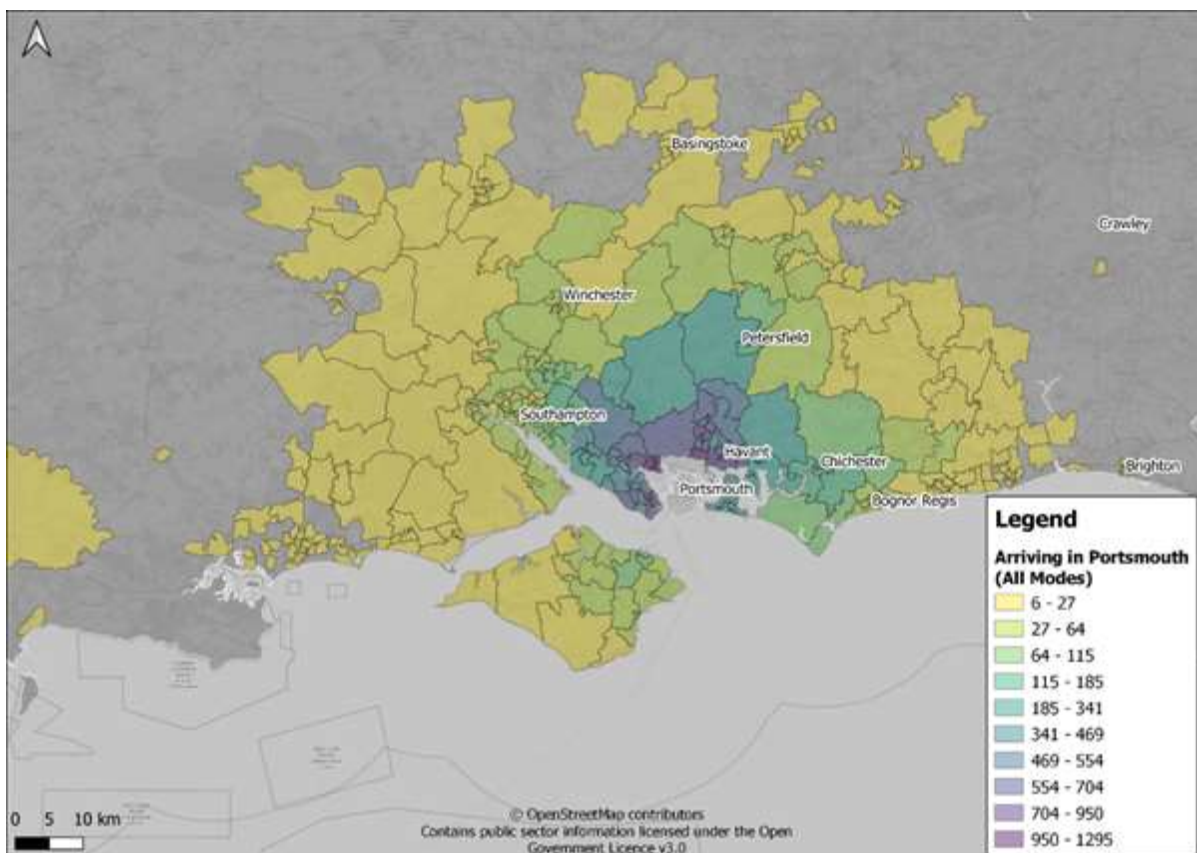 Basingstoke
Crawley
Winchester
Petersfield
Southampton
Havant
Chichester
Portsmouth
Brighton
Bognor Regis
Legend
Arriving in Portsmouth
(All Modes)
6 - 27
27 - 64
64 - 115
115 - 185
185 - 341
341 - 469
469 - 554
554 - 704
704 - 950
950 - 1295
0 5 10 km
© OpenStreetMap contributors
Contains public sector information licensed under the Open
Government Licence v3.0